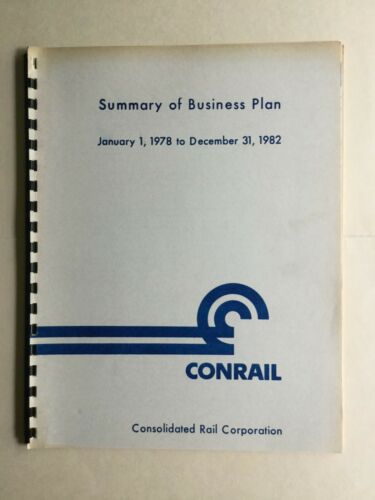 Summary of Business Plan
January 1, 1978 to December 31, 1982
CONRAIL
Consolidated Rail Corporation